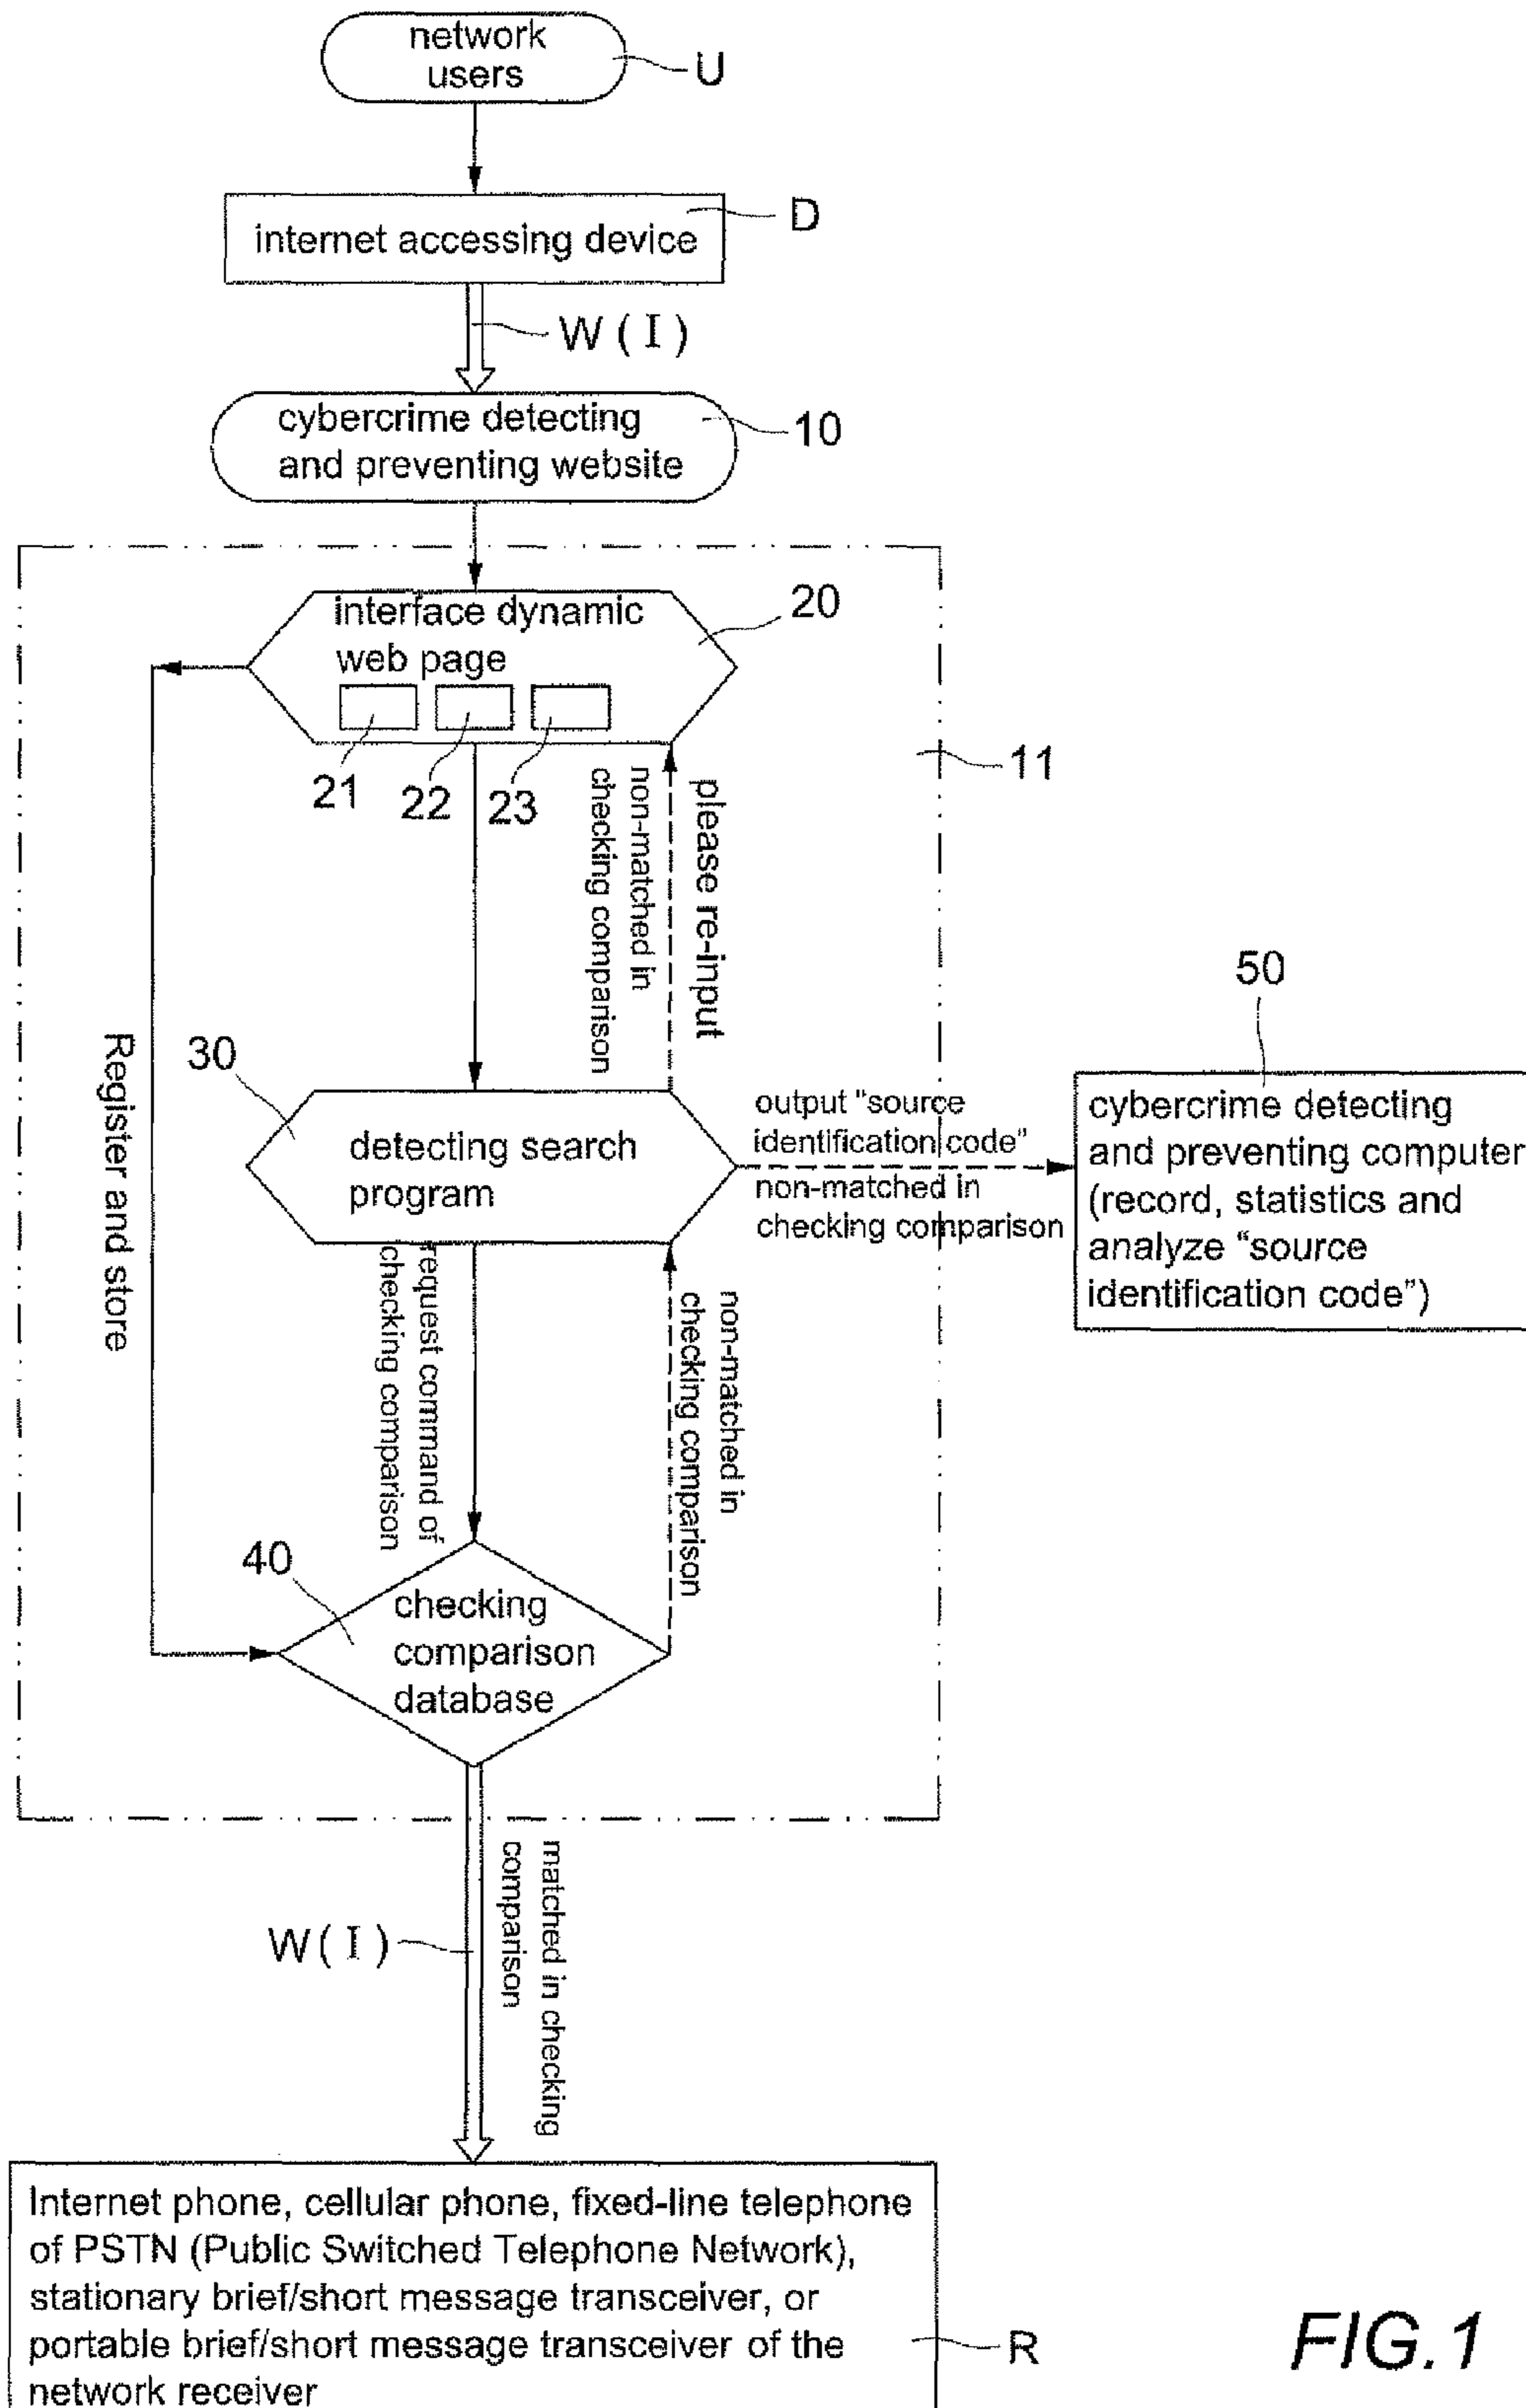 network
users
U
internet accessing device
D
W(I)
cybercrime detecting
and preventing website
10
interface dynamic
web page
20
21
22
23
11
non-matched in
checking comparison
please re-input
Register and store
30
detecting search
program
output "source
identification code"
non-matched in
checking comparison
50
cybercrime detecting
and preventing computer
(record, statistics and
analyze "source
identification code")
request command of
checking comparison
non-matched in
checking comparison
40
checking
comparison
database
matched in checking
comparison
W(I)
Internet phone, cellular phone, fixed-line telephone
of PSTN (Public Switched Telephone Network),
stationary brief/short message transceiver, or
portable brief/short message transceiver of the
network receiver
R
FIG.1